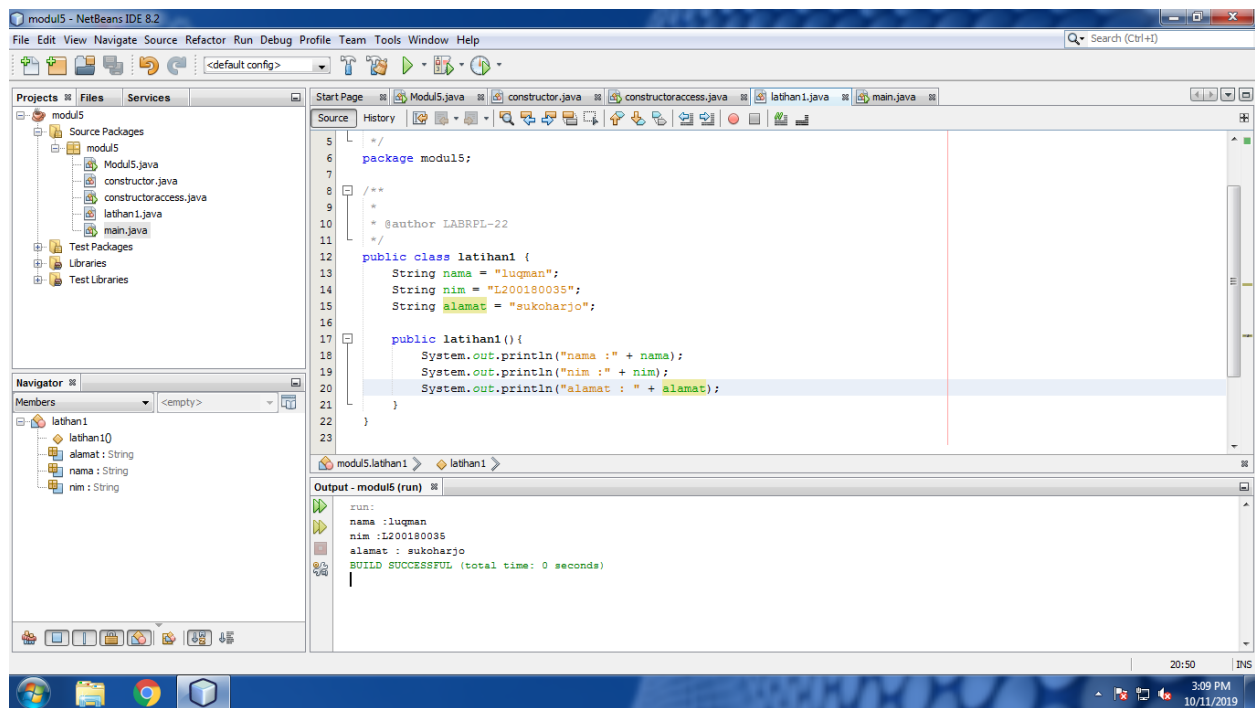 modul5 - NetBeans IDE 8.2
File Edit View Navigate Source Refactor Run Debug Profile Team Tools Window Help
Search (Ctrl+I)
<default config>
Projects Files Services
modul5
Source Packages
modul5
Modul5.java
constructor.java
constructoraccess.java
latihan1.java
main.java
Test Packages
Libraries
Test Libraries
Navigator
Members <empty>
latihan1
latihan1()
alamat : String
nama : String
nim : String
Start Page Modul5.java constructor.java constructoraccess.java latihan1.java main.java
Source History
5 */
6 package modul5;
7
8 /**
9 *
10 * @author LABRPL-22
11 */
12 public class latihan1 {
13 String nama = "luqman";
14 String nim = "L200180035";
15 String alamat = "sukoharjo";
16
17 public latihan1(){
18 System.out.println("nama :" + nama);
19 System.out.println("nim :" + nim);
20 System.out.println("alamat : " + alamat);
21 }
22 }
23
modul5.latihan1 latihan1
Output - modul5 (run)
run:
nama :luqman
nim :L200180035
alamat : sukoharjo
BUILD SUCCESSFUL (total time: 0 seconds)
20:50 INS
3:09 PM
10/11/2019